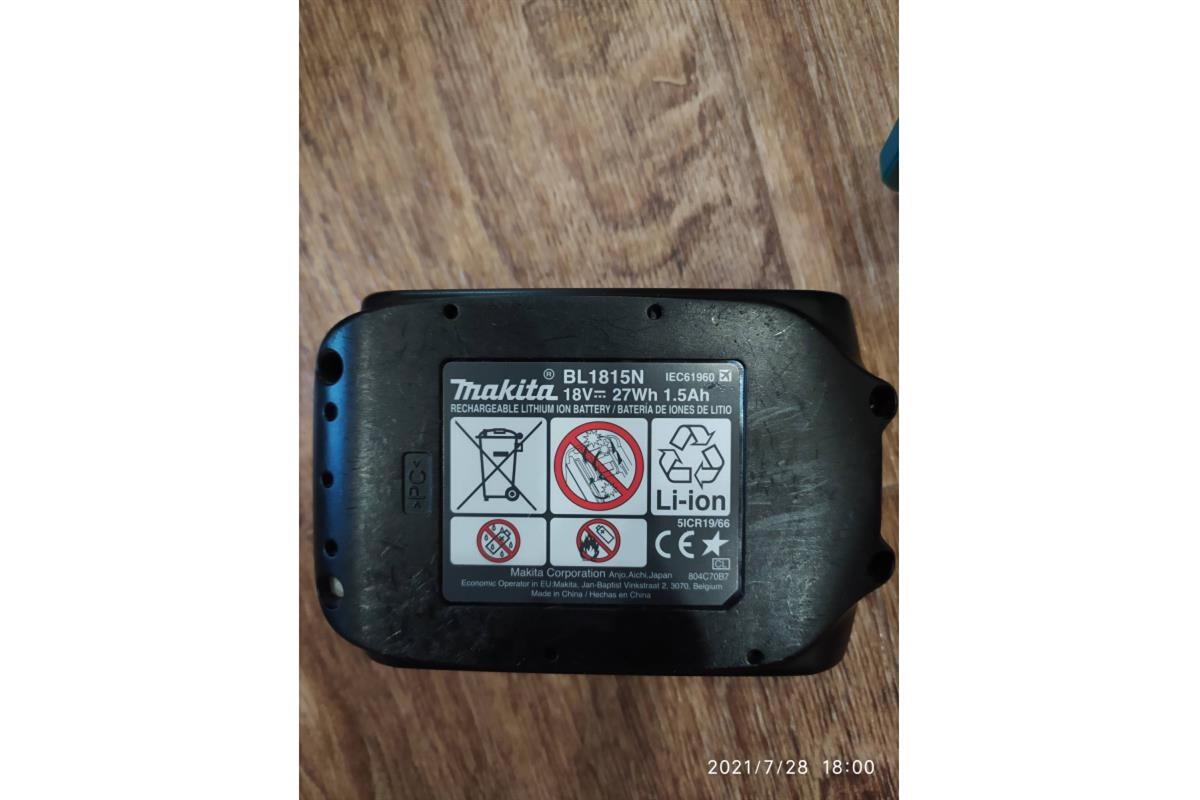 makita® BL1815N IEC61960
18V 27Wh 1.5Ah
RECHARGEABLE LITHIUM ION BATTERY / BATERÍA DE IONES DE LITIO
>PC<
Li-ion
5ICR19/66
CE
CL
Makita Corporation Anjo,Aichi,Japan 804C70B7
Economic Operator in EU:Makita, Jan-Baptist Vinkstraat 2, 3070, Belgium
Made in China / Hechas en China
2021/7/28 18:00